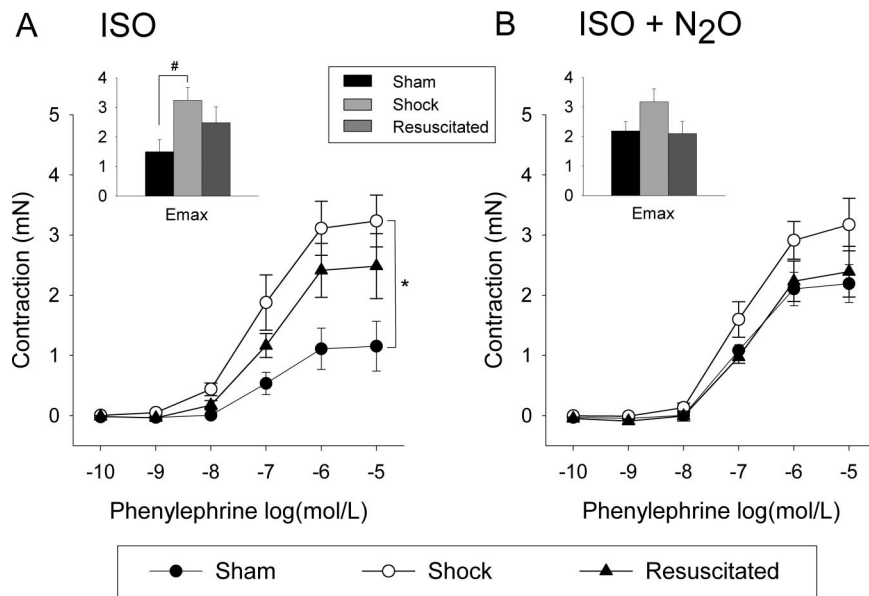 A ISO
#
4
3
2
1
0
Emax
Sham
Shock
Resuscitated
5
4
3
2
1
0
Contraction (mN)
*
-10 -9 -8 -7 -6 -5
Phenylephrine log(mol/L)
B ISO + N2O
4
3
2
1
0
Emax
5
4
3
2
1
0
Contraction (mN)
-10 -9 -8 -7 -6 -5
Phenylephrine log(mol/L)
Sham Shock Resuscitated